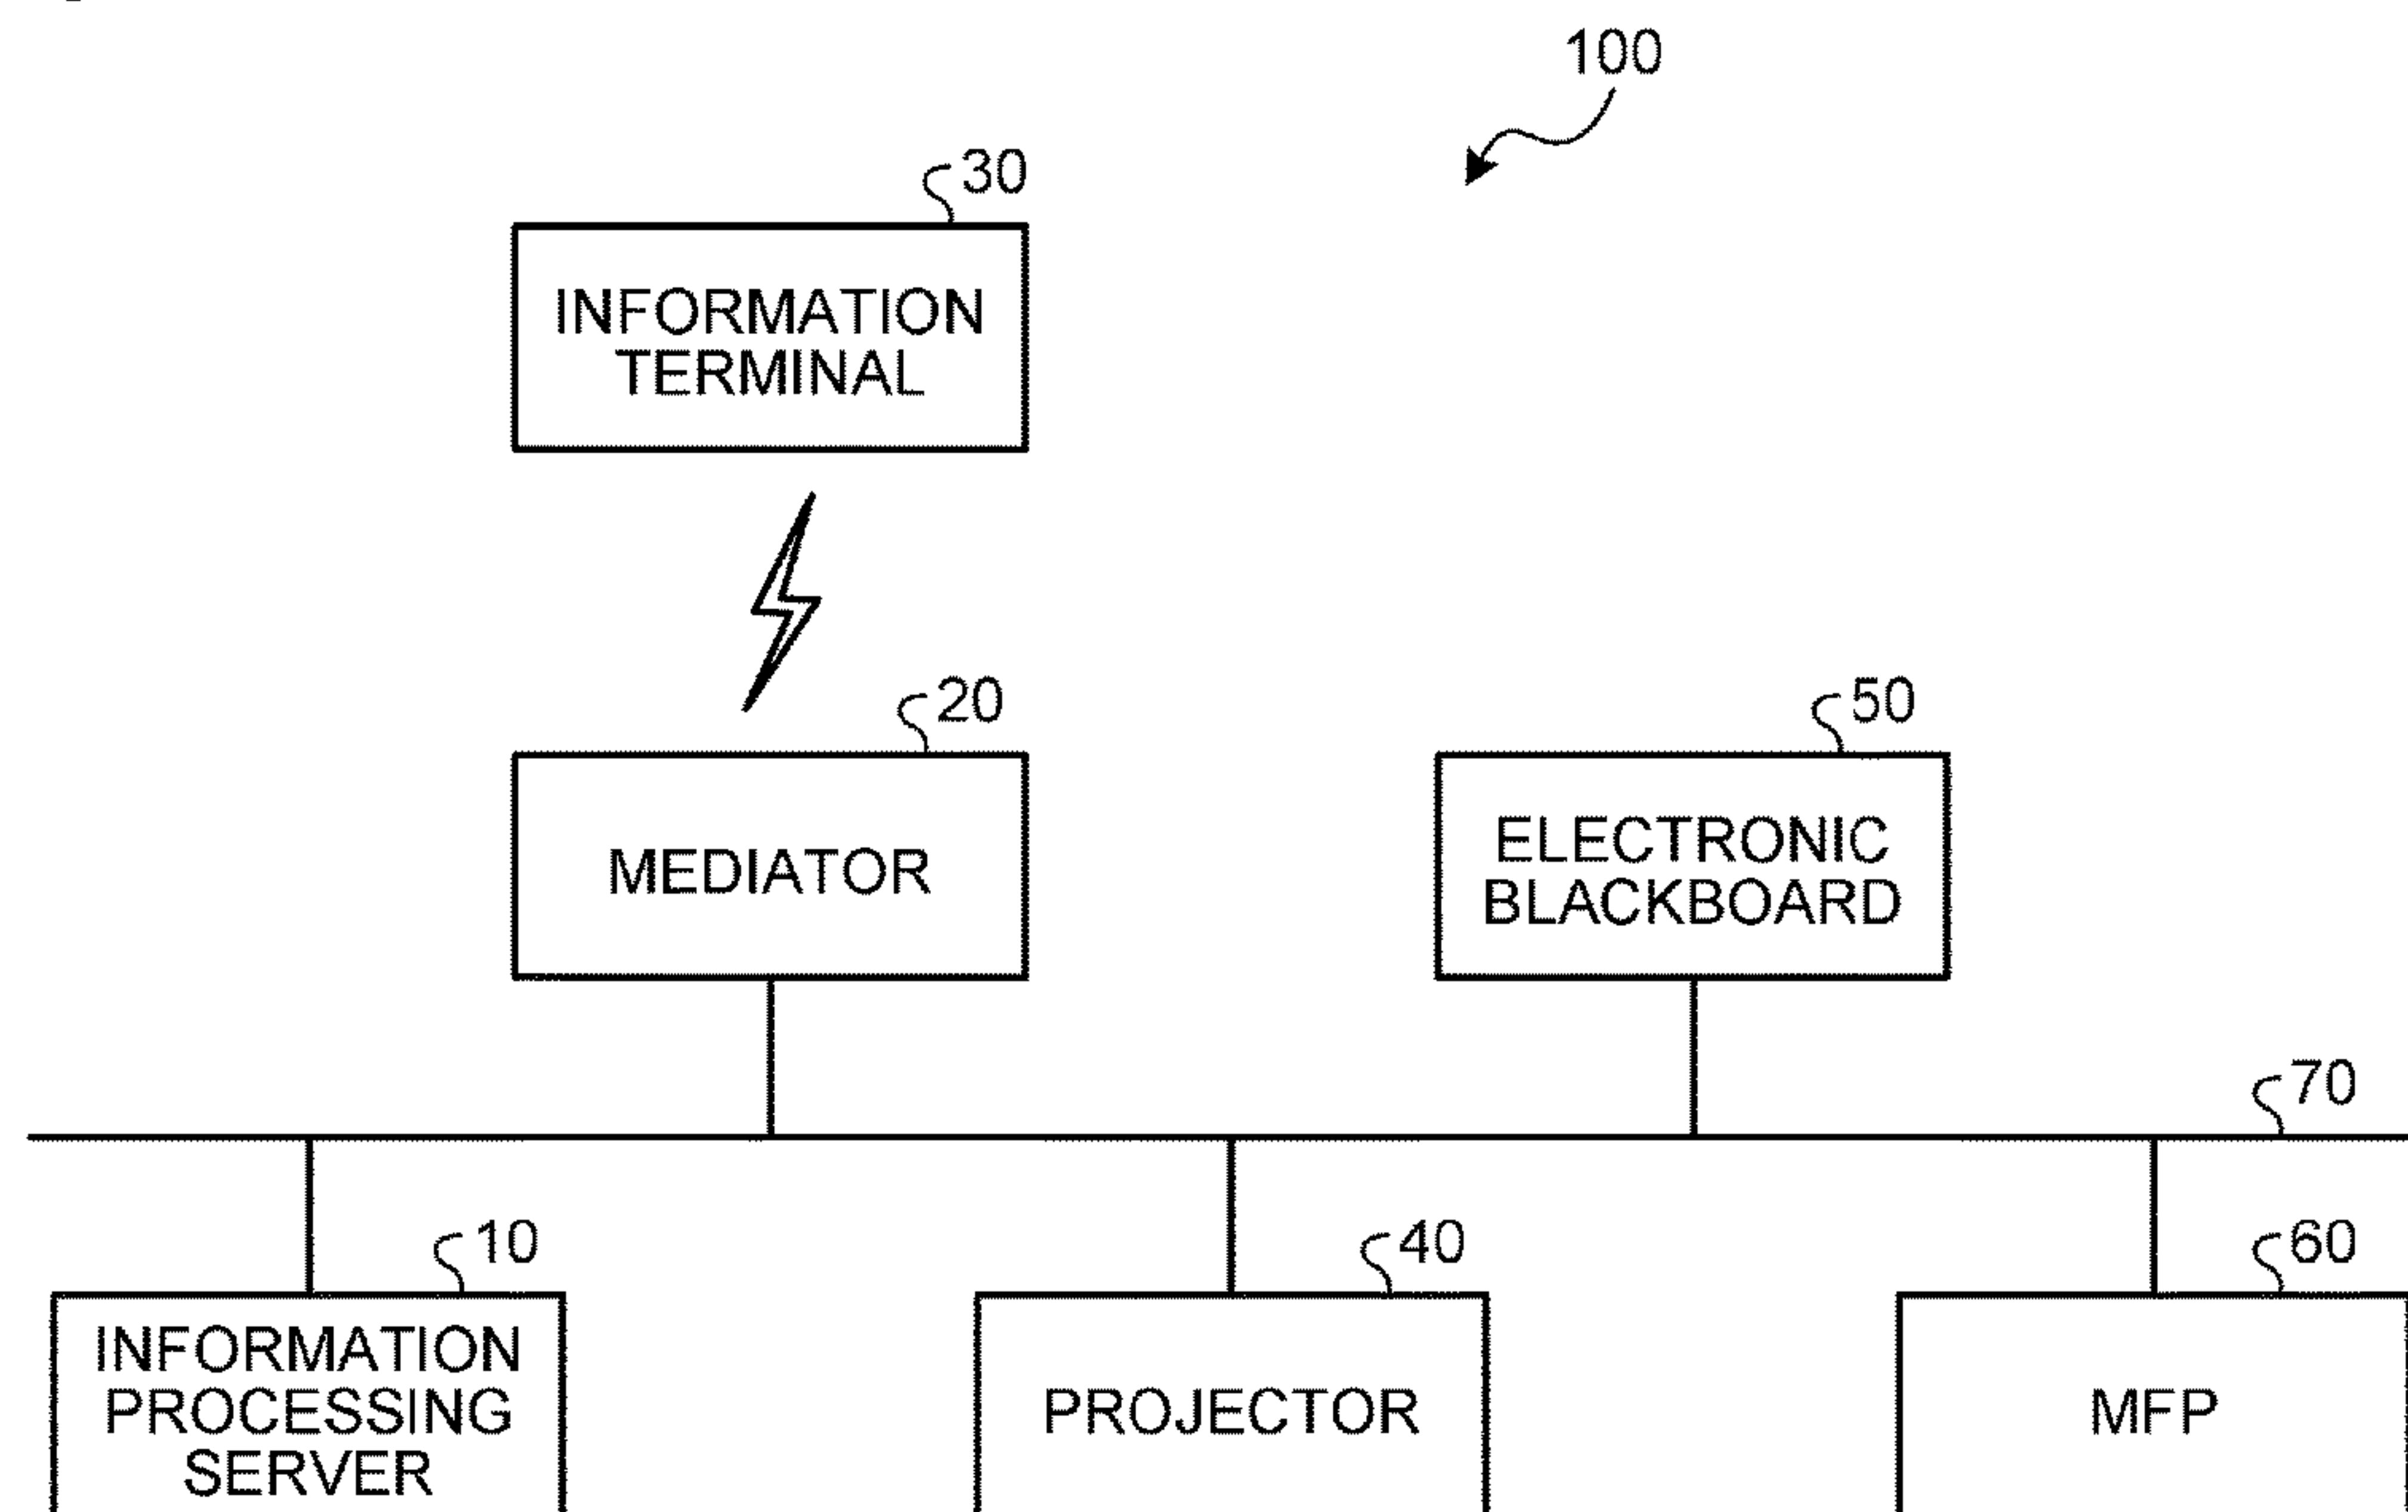 100
30
INFORMATION
TERMINAL
20
MEDIATOR
50
ELECTRONIC
BLACKBOARD
70
10
INFORMATION
PROCESSING
SERVER
40
PROJECTOR
60
MFP